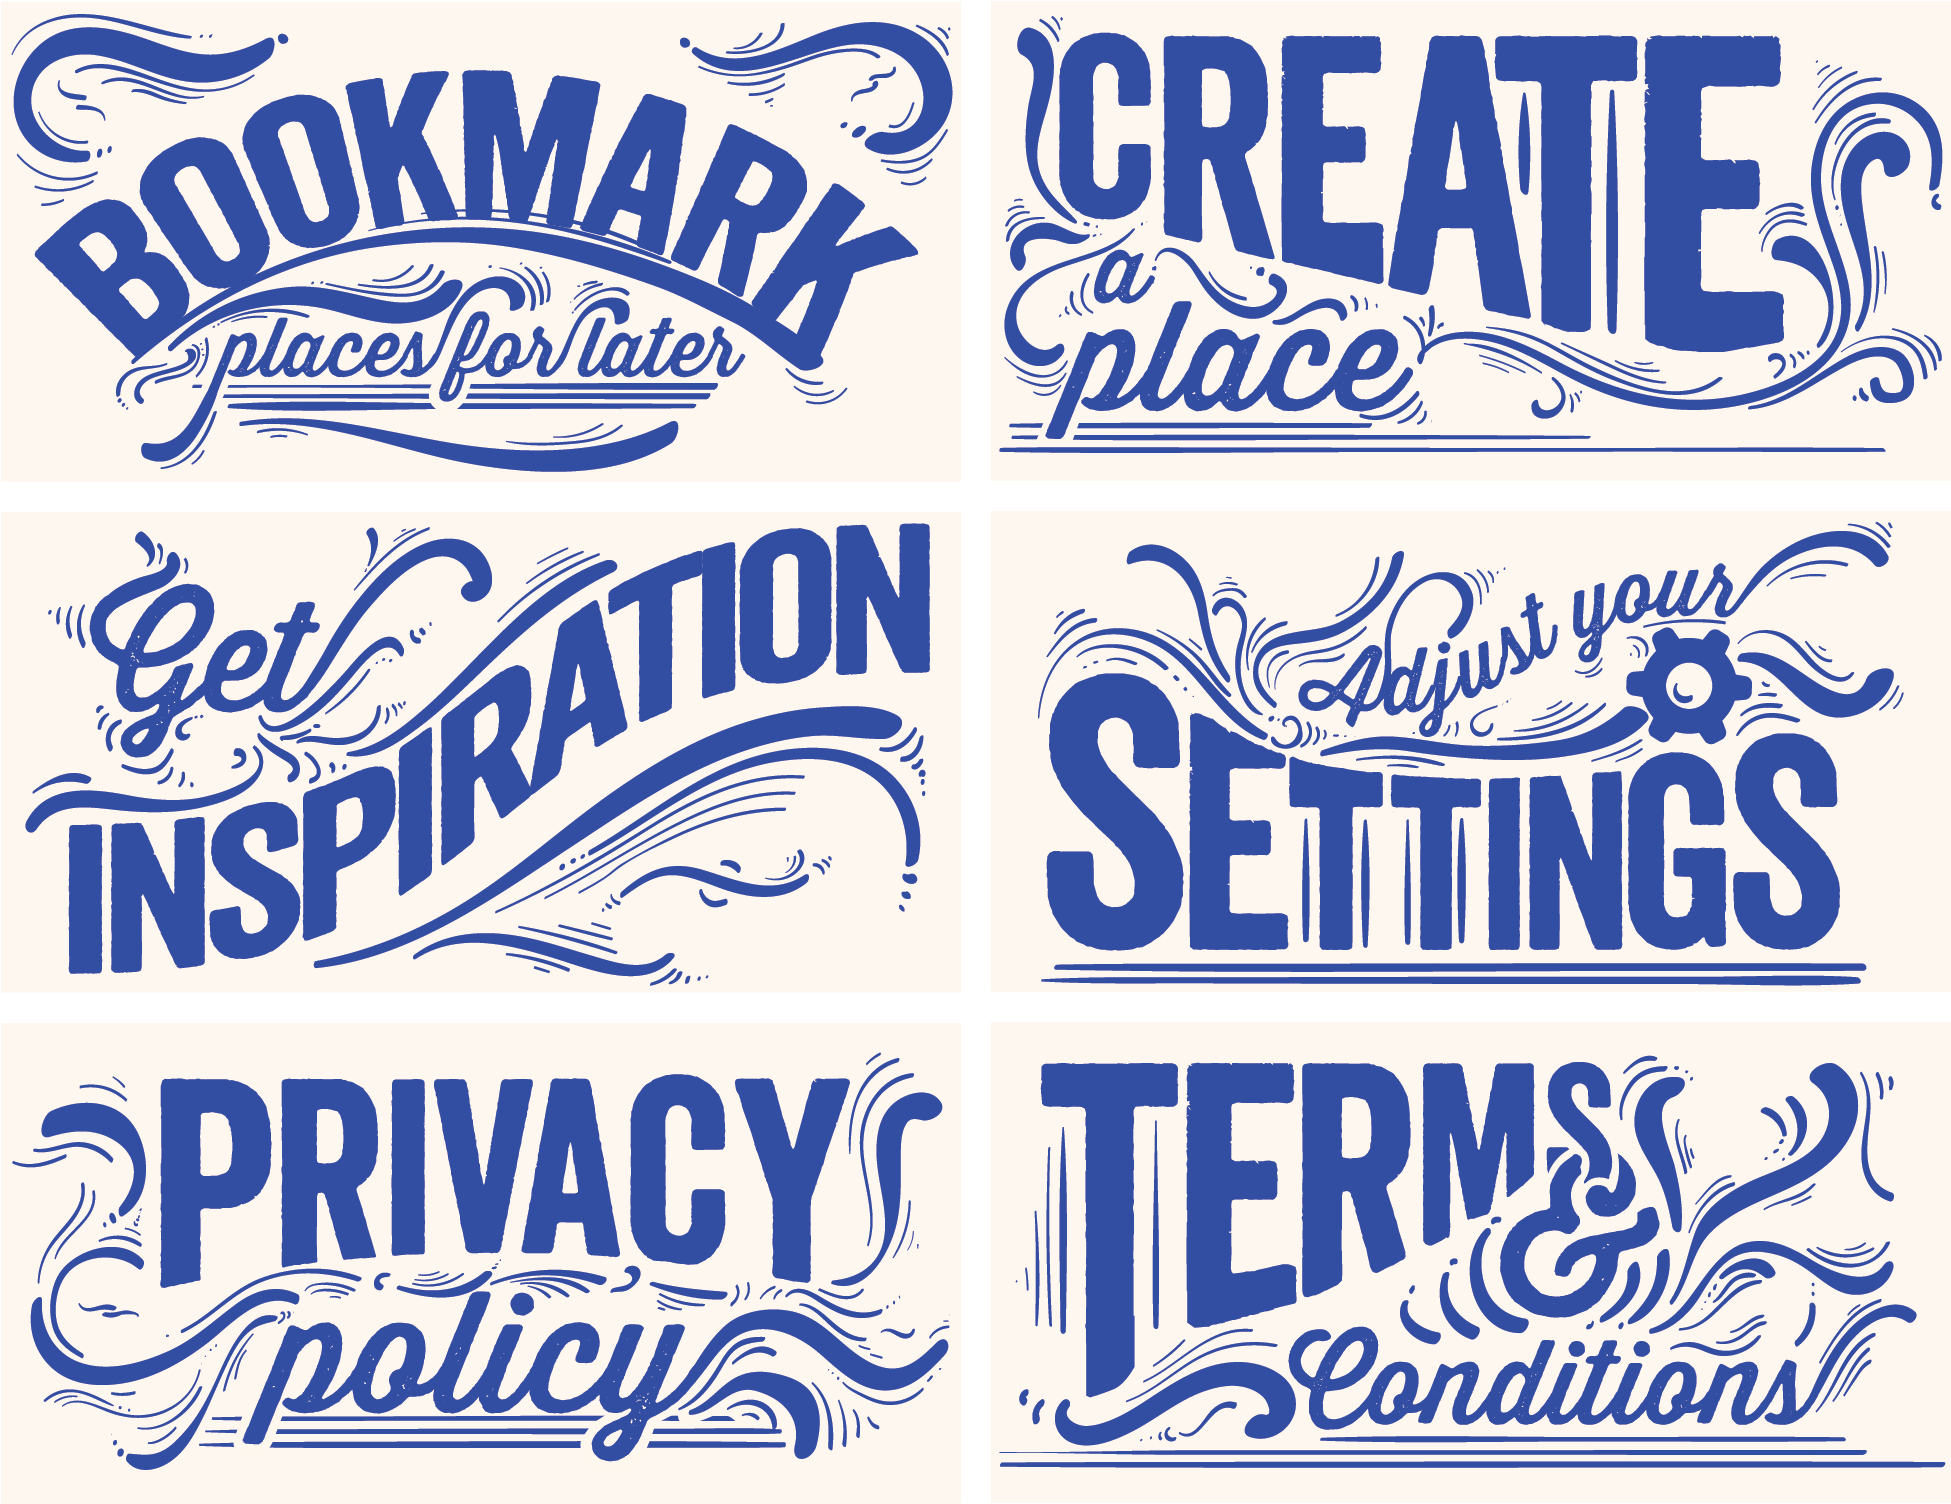 BOOKMARK
places for later
CREATE
a
place
Get
INSPIRATION
Adjust your
SETTINGS
PRIVACY
policy
TERMS
&
Conditions